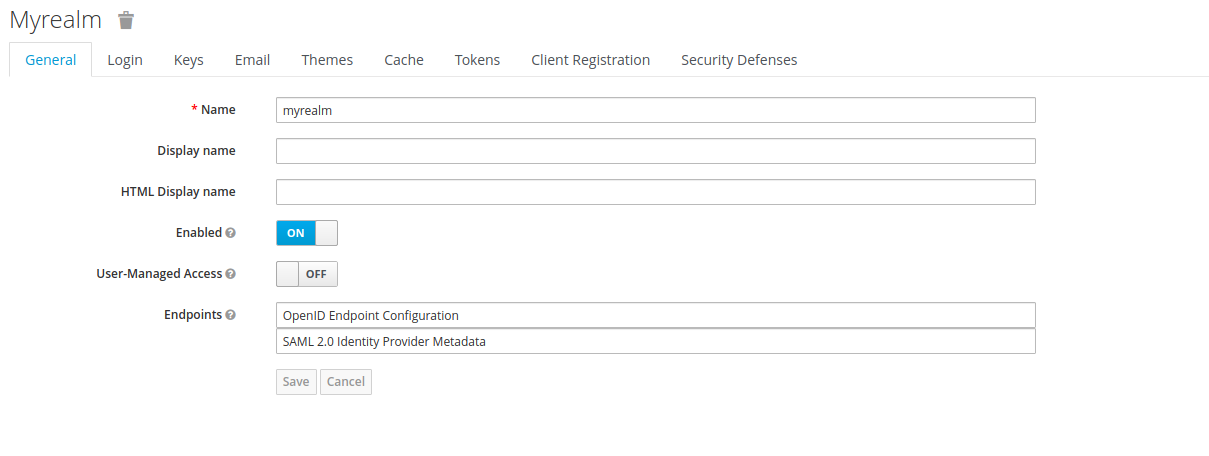 Myrealm
General Login Keys Email Themes Cache Tokens Client Registration Security Defenses
* Name myrealm
Display name
HTML Display name
Enabled ON
User-Managed Access OFF
Endpoints OpenID Endpoint Configuration
SAML 2.0 Identity Provider Metadata
Save Cancel